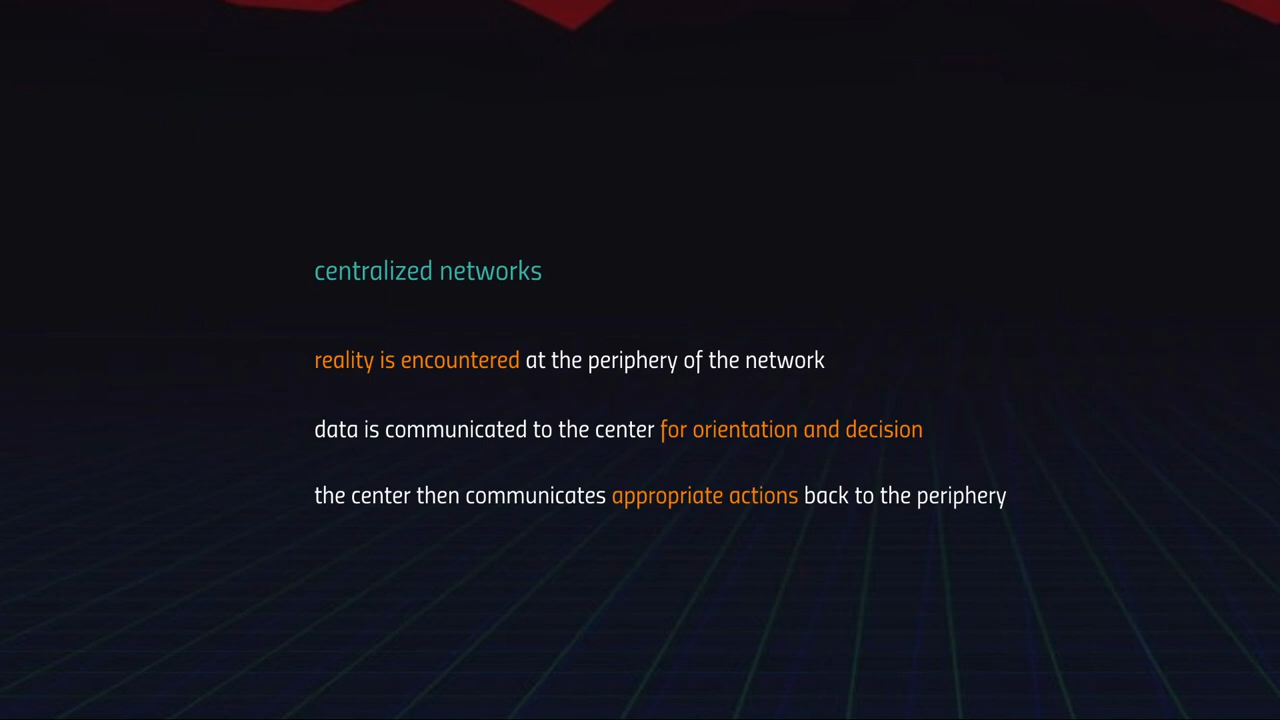 centralized networks
reality is encountered at the periphery of the network
data is communicated to the center for orientation and decision
the center then communicates appropriate actions back to the periphery